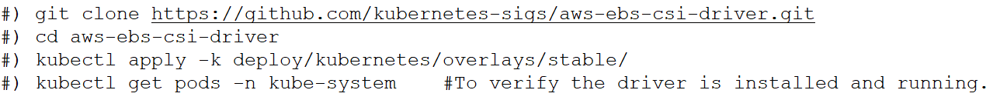 #) git clone https://github.com/kubernetes-sigs/aws-ebs-csi-driver.git
#) cd aws-ebs-csi-driver
#) kubectl apply -k deploy/kubernetes/overlays/stable/
#) kubectl get pods -n kube-system    #To verify the driver is installed and running.